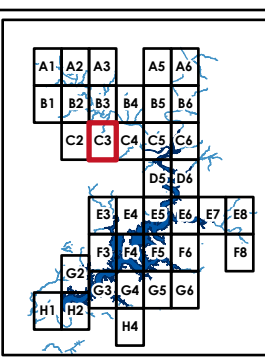 A1 A2 A3 A5 A6
B1 B2 B3 B4 B5 B6
C2 C3 C4 C5 C6
D5 D6
E3 E4 E5 E6 E7 E8
F3 F4 F5 F6 F8
G2
G3 G4 G5 G6
H1 H2
H4